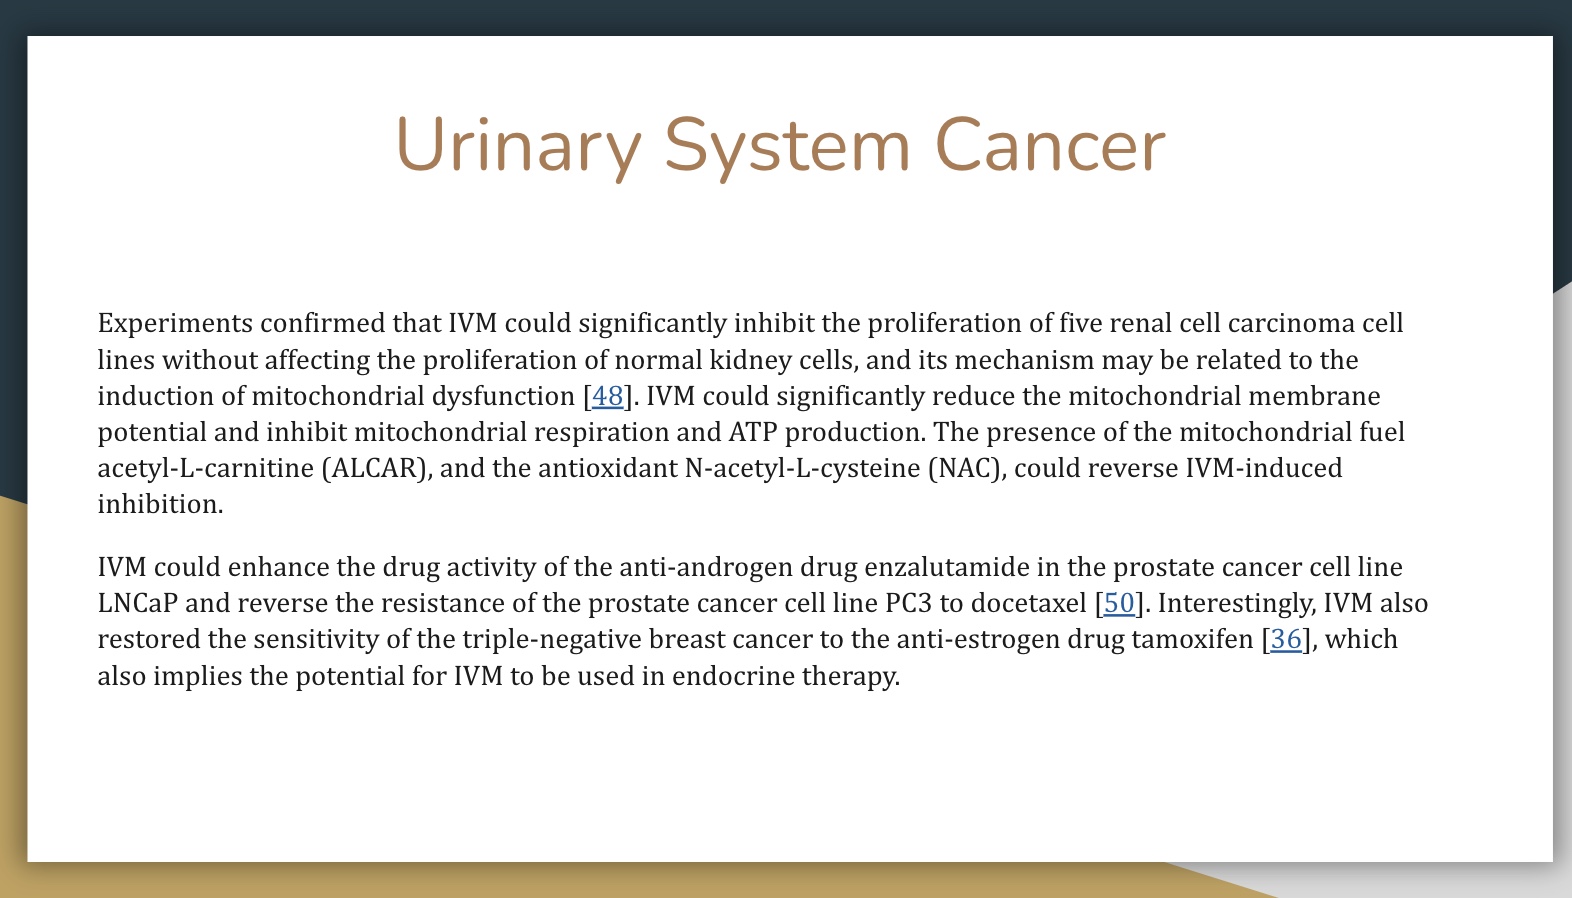 Urinary System Cancer
Experiments confirmed that IVM could significantly inhibit the proliferation of five renal cell carcinoma cell
lines without affecting the proliferation of normal kidney cells, and its mechanism may be related to the
induction of mitochondrial dysfunction [48]. IVM could significantly reduce the mitochondrial membrane
potential and inhibit mitochondrial respiration and ATP production. The presence of the mitochondrial fuel
acetyl-L-carnitine (ALCAR), and the antioxidant N-acetyl-L-cysteine (NAC), could reverse IVM-induced
inhibition.
IVM could enhance the drug activity of the anti-androgen drug enzalutamide in the prostate cancer cell line
LNCaP and reverse the resistance of the prostate cancer cell line PC3 to docetaxel [50]. Interestingly, IVM also
restored the sensitivity of the triple-negative breast cancer to the anti-estrogen drug tamoxifen [36], which
also implies the potential for IVM to be used in endocrine therapy.